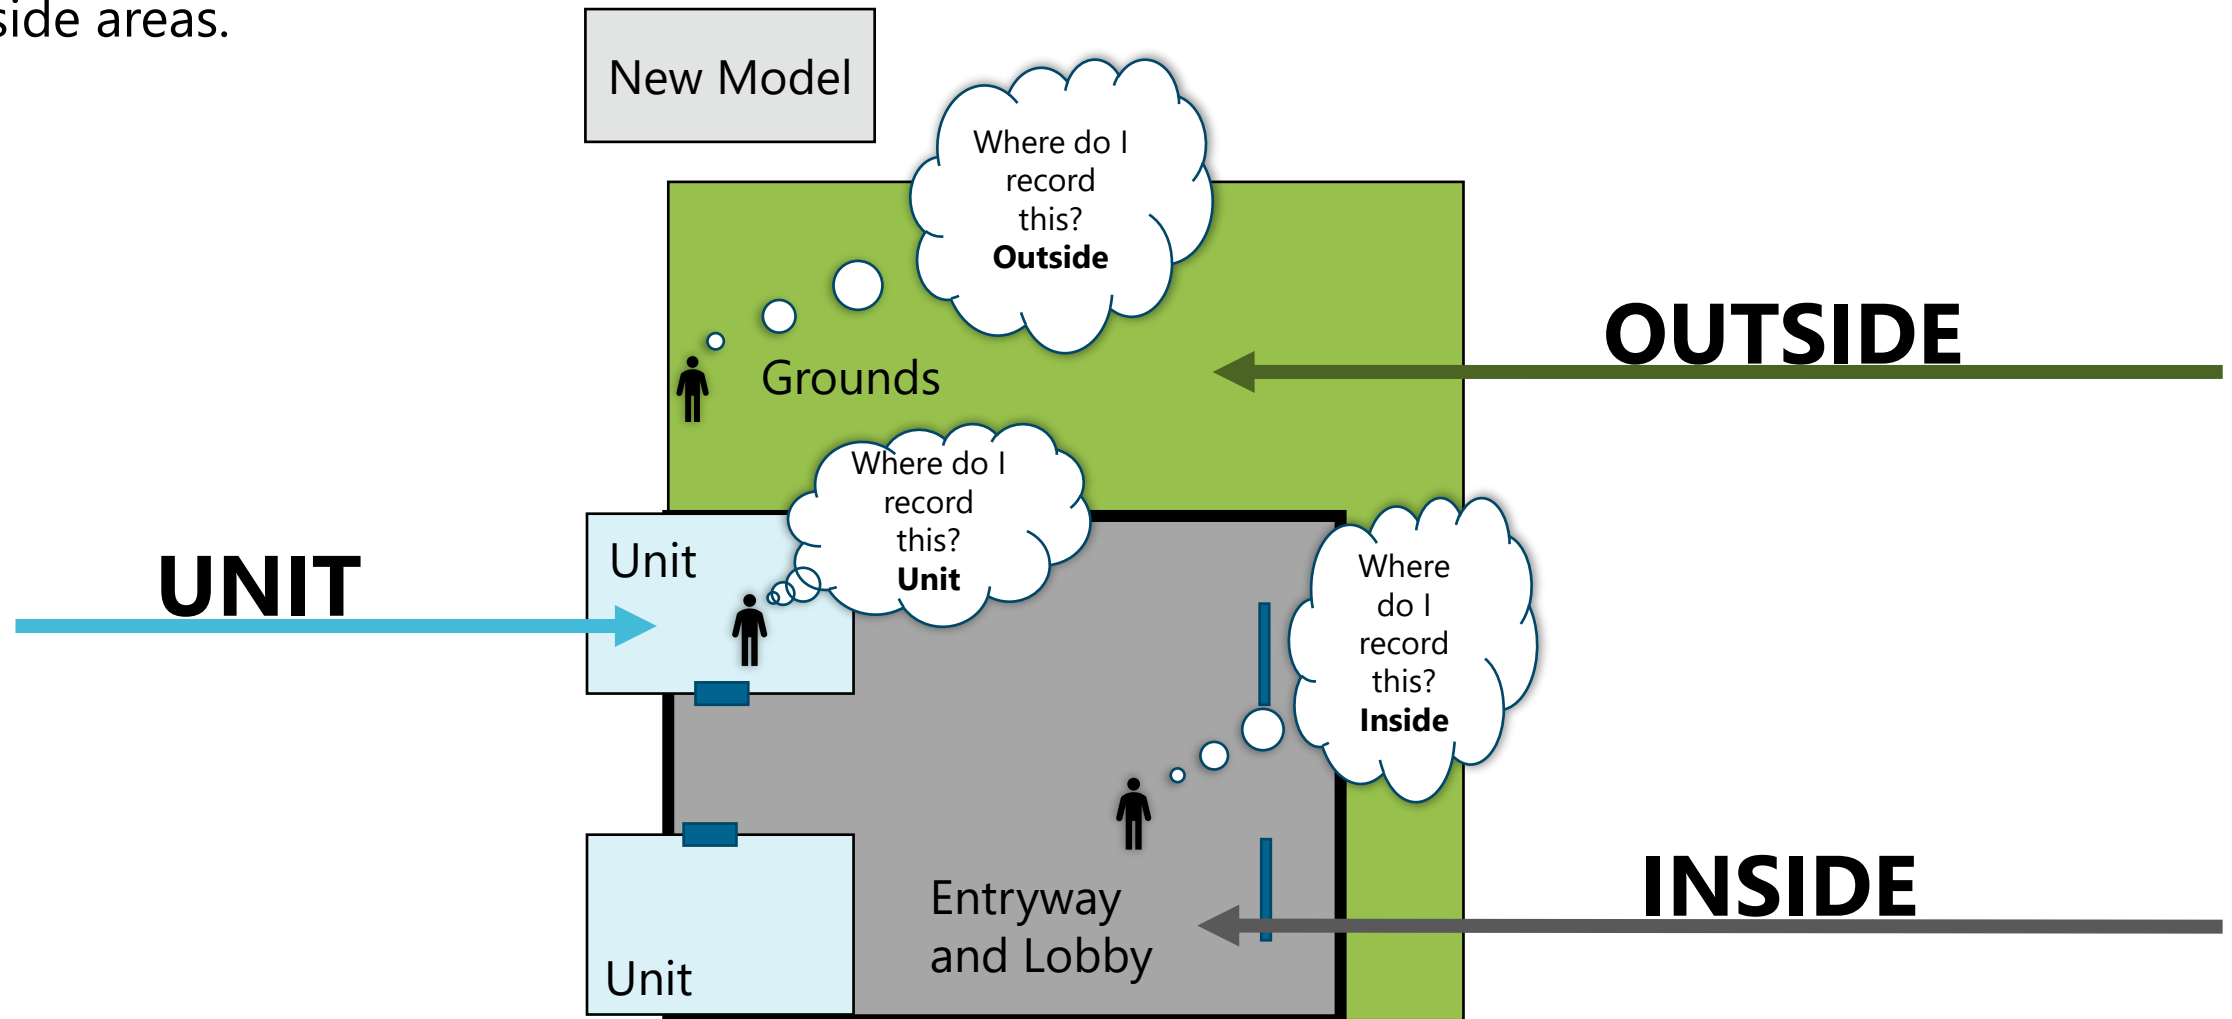 side areas.
New Model
Where do I
record
this?
Outside
OUTSIDE
Grounds
Where do I
record
this?
Unit
Unit
UNIT
Where
do I
record
this?
Inside
INSIDE
Entryway
and Lobby
Unit